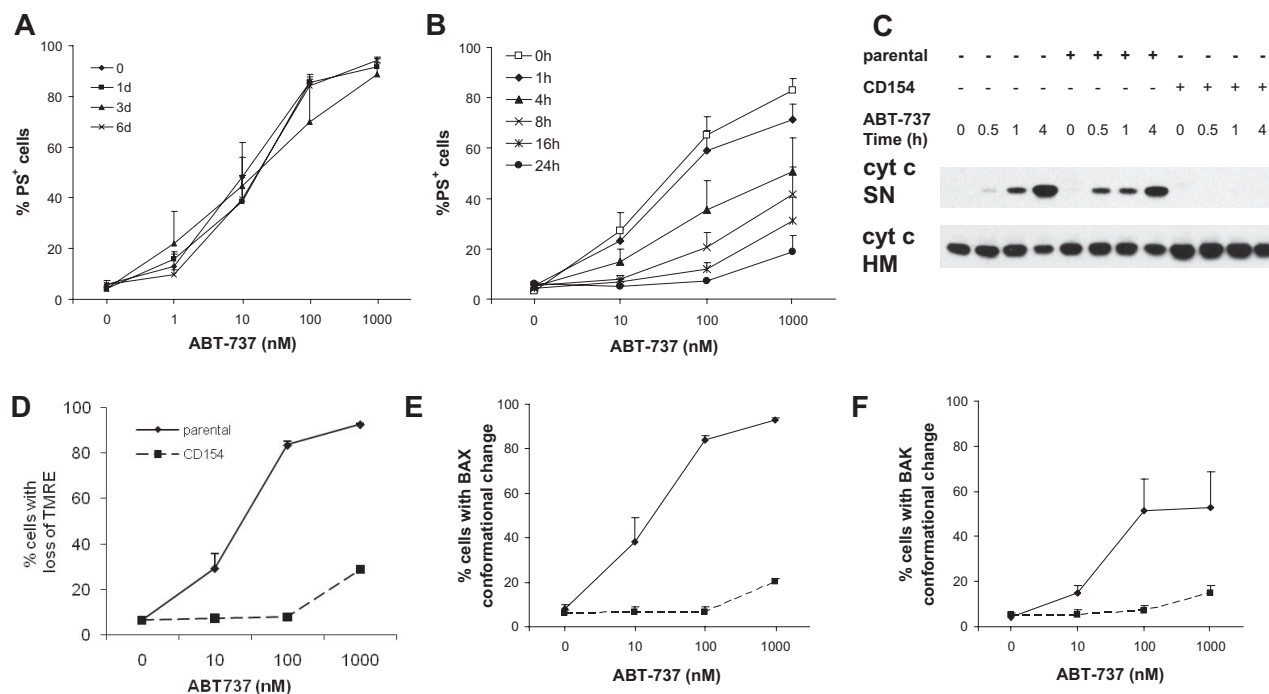 A
% PS+ cells
100
80
60
40
20
0
0
1d
3d
6d
0 1 10 100 1000
ABT-737 (nM)
B
%PS+ cells
100
80
60
40
20
0
0h
1h
4h
8h
16h
24h
0 10 100 1000
ABT-737 (nM)
C
parental - - - - + + + + - - - -
CD154 - - - - - - - - + + + +
ABT-737
Time (h) 0 0.5 1 4 0 0.5 1 4 0 0.5 1 4
cyt c
SN
cyt c
HM
D
% cells with
loss of TMRE
100
80
60
40
20
0
parental
CD154
0 10 100 1000
ABT737 (nM)
E
% cells with BAX
conformational change
100
80
60
40
20
0
0 10 100 1000
ABT-737 (nM)
F
% cells with BAK
conformational change
100
80
60
40
20
0
0 10 100 1000
ABT-737 (nM)